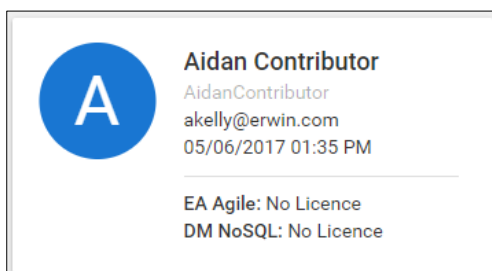 A
Aidan Contributor
AidanContributor
akelly@erwin.com
05/06/2017 01:35 PM
EA Agile: No Licence
DM NoSQL: No Licence